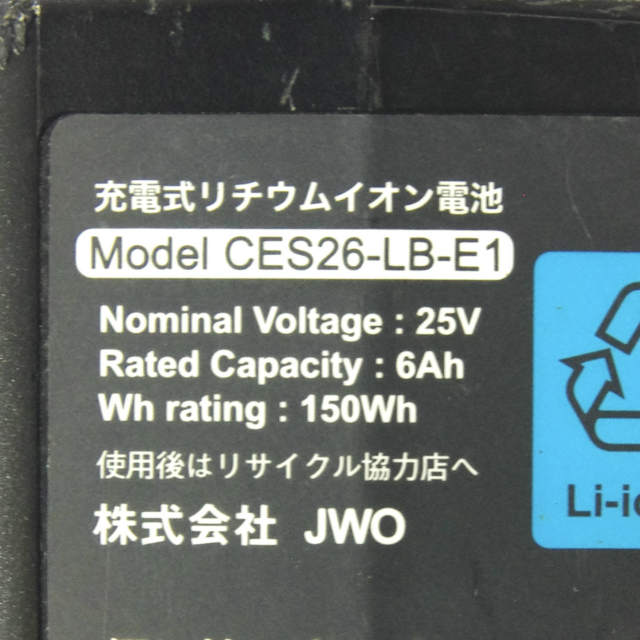 充電式リチウムイオン電池
Model CES26-LB-E1
Nominal Voltage : 25V
Rated Capacity : 6Ah
Wh rating : 150Wh
使用後はリサイクル協力店へ
株式会社 JWO